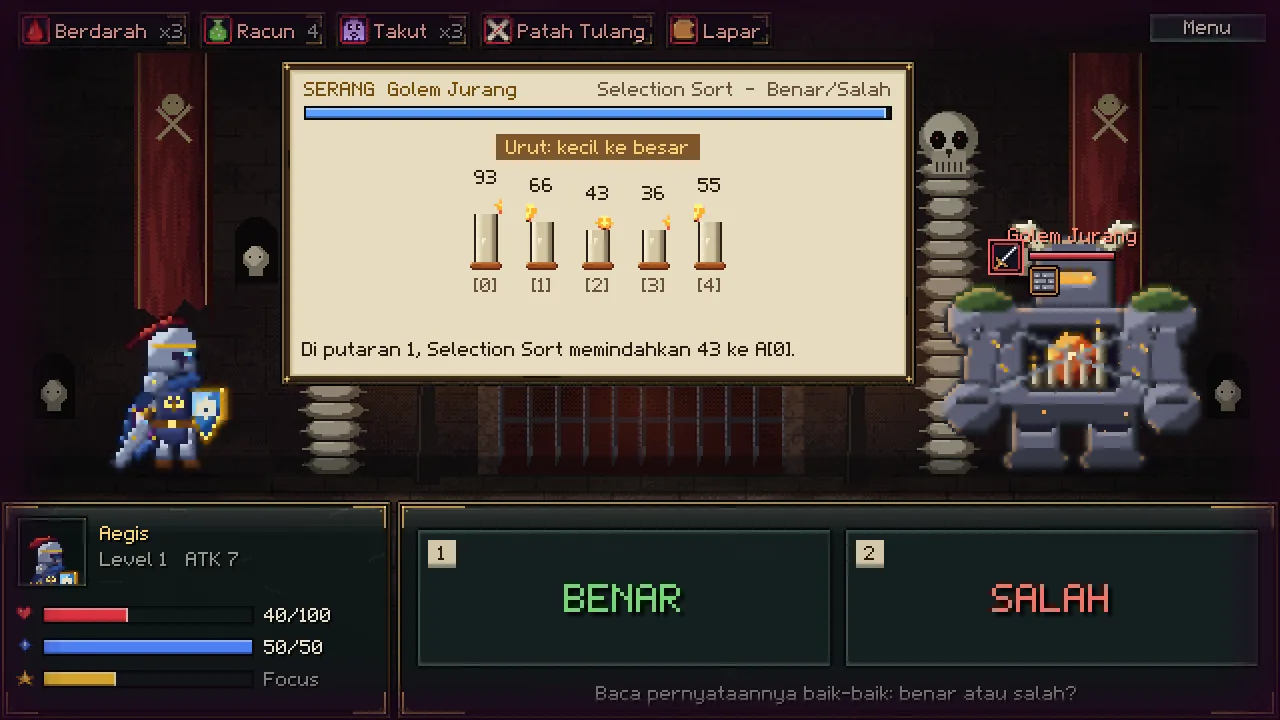 Berdarah x3 Racun 4 Takut x3 Patah Tulang Lapar Menu
SERANG Golem Jurang Selection Sort - Benar/Salah
Urut: kecil ke besar
93 66 43 36 55
[0] [1] [2] [3] [4]
Di putaran 1, Selection Sort memindahkan 43 ke A[0].
Golem Jurang
Aegis
Level 1 ATK 7
40/100
50/50
Focus
1 BENAR
2 SALAH
Baca pernyataannya baik-baik: benar atau salah?